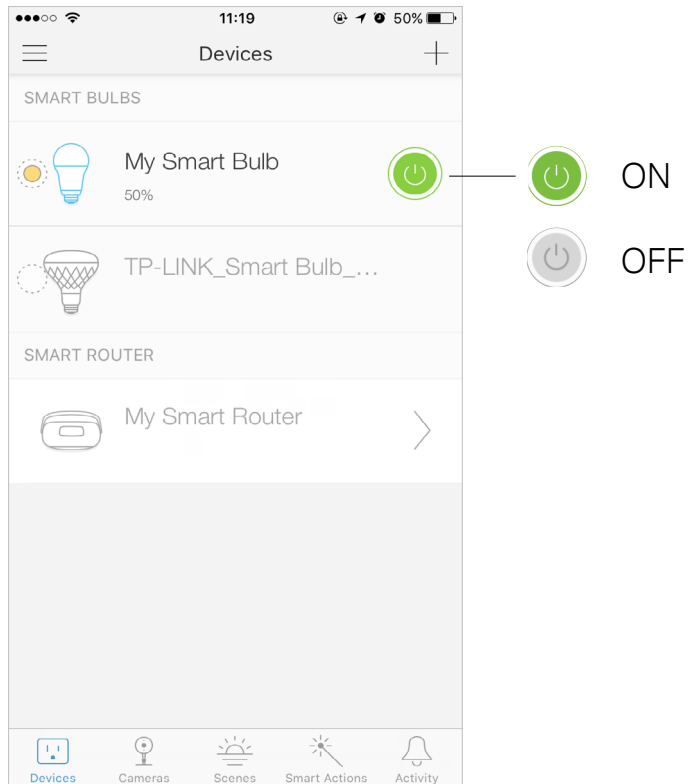 11:19
50%
Devices
SMART BULBS
My Smart Bulb
50%
ON
OFF
TP-LINK_Smart Bulb_...
SMART ROUTER
My Smart Router
Devices
Cameras
Scenes
Smart Actions
Activity